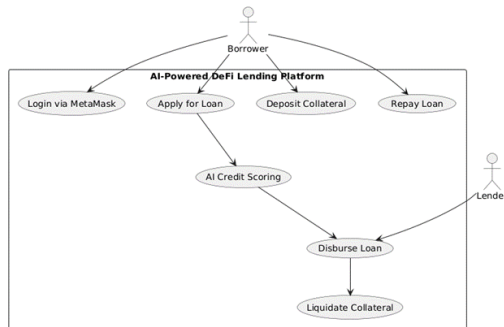 Borrower
AI-Powered DeFi Lending Platform
Login via MetaMask
Apply for Loan
Deposit Collateral
Repay Loan
AI Credit Scoring
Lende
Disburse Loan
Liquidate Collateral